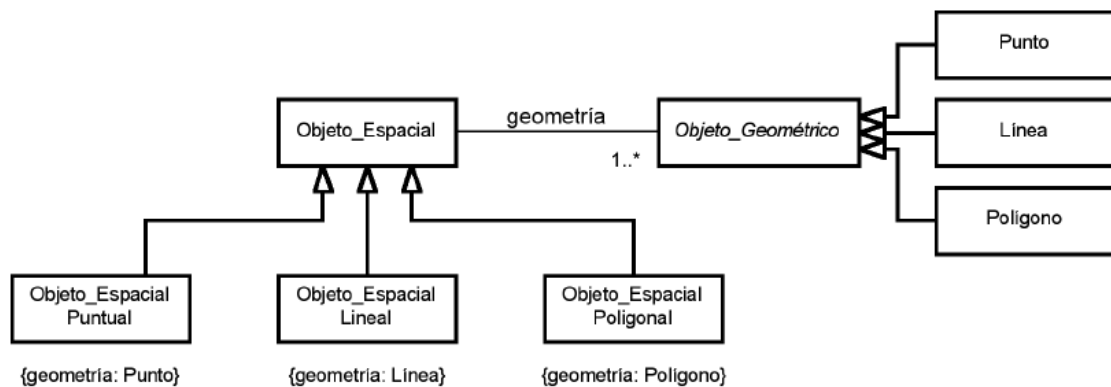 Punto
Objeto_Espacial
geometría
Objeto_Geométrico
Línea
1..*
Polígono
Objeto_Espacial
Puntual
Objeto_Espacial
Lineal
Objeto_Espacial
Poligonal
{geometría: Punto}
{geometría: Línea}
{geometría: Polígono}